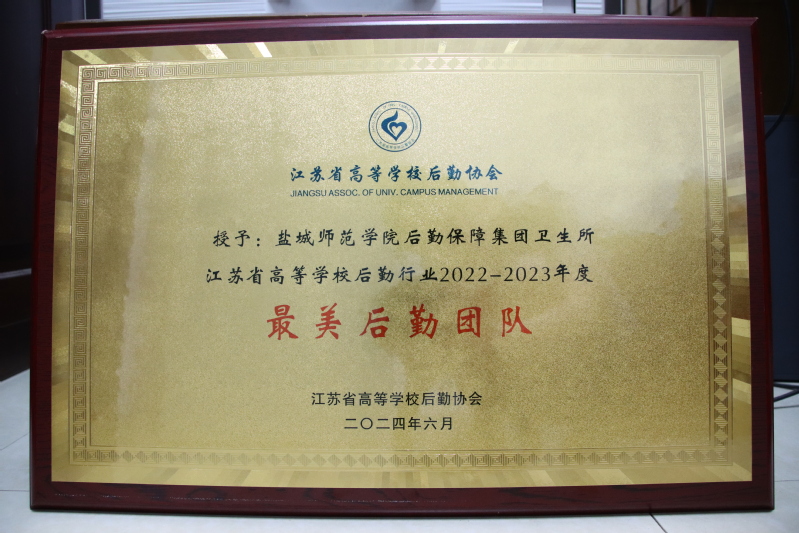 江苏省高等学校后勤协会
JIANGSU ASSOC. OF UNIV. CAMPUS MANAGEMENT
授予：盐城师范学院后勤保障集团卫生所
江苏省高等学校后勤行业2022-2023年度
最美后勤团队
江苏省高等学校后勤协会
二〇二四年六月